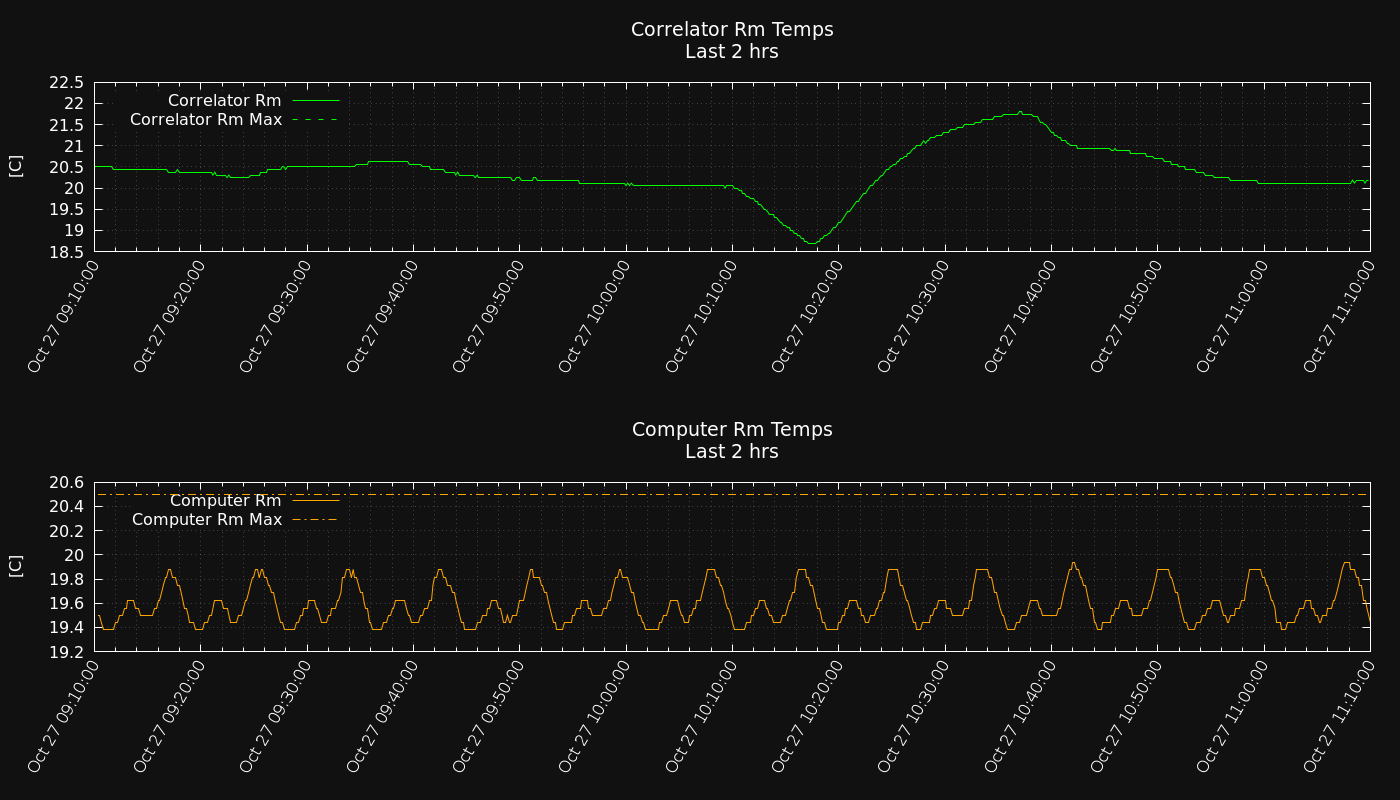 Correlator Rm Temps
Last 2 hrs
22.5
22
21.5
21
20.5
20
19.5
19
18.5
[C]
Correlator Rm
Correlator Rm Max
Oct 27 09:10:00
Oct 27 09:20:00
Oct 27 09:30:00
Oct 27 09:40:00
Oct 27 09:50:00
Oct 27 10:00:00
Oct 27 10:10:00
Oct 27 10:20:00
Oct 27 10:30:00
Oct 27 10:40:00
Oct 27 10:50:00
Oct 27 11:00:00
Oct 27 11:10:00
Computer Rm Temps
Last 2 hrs
20.6
20.4
20.2
20
19.8
19.6
19.4
19.2
[C]
Computer Rm
Computer Rm Max
Oct 27 09:10:00
Oct 27 09:20:00
Oct 27 09:30:00
Oct 27 09:40:00
Oct 27 09:50:00
Oct 27 10:00:00
Oct 27 10:10:00
Oct 27 10:20:00
Oct 27 10:30:00
Oct 27 10:40:00
Oct 27 10:50:00
Oct 27 11:00:00
Oct 27 11:10:00